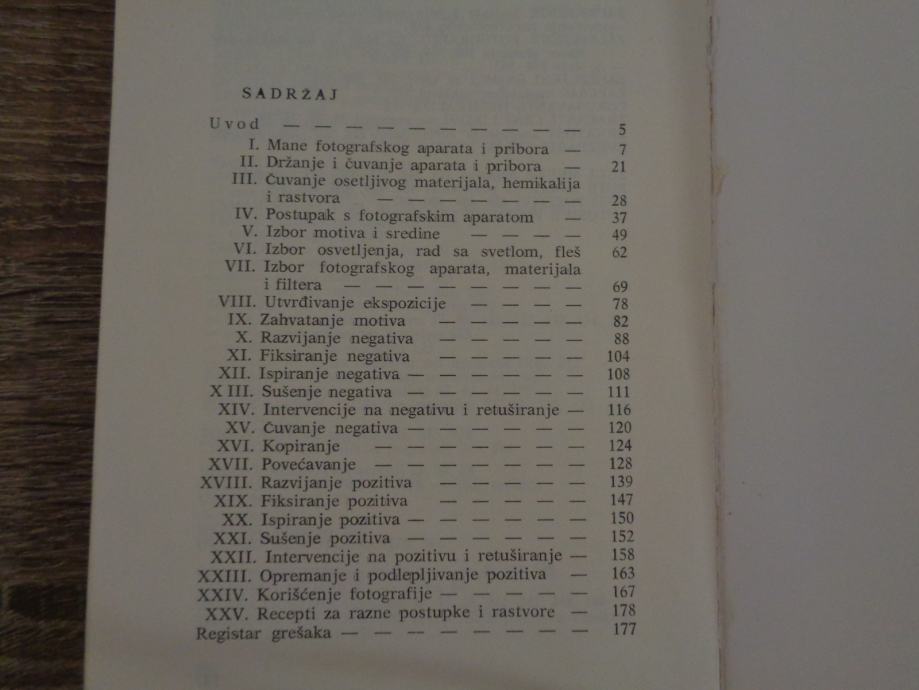 SADRŽAJ
Uvod — — — — — — — — — — 5
I. Mane fotografskog aparata i pribora — 7
II. Držanje i čuvanje aparata i pribora — 21
III. Čuvanje osetljivog materijala, hemikalija
i rastvora — — — — — — — 28
IV. Postupak s fotografskim aparatom — 37
V. Izbor motiva i sredine — — — — 49
VI. Izbor osvetljenja, rad sa svetlom, fleš 62
VII. Izbor fotografskog aparata, materijala
i filtera — — — — — — — — 69
VIII. Utvrđivanje ekspozicije — — — — 78
IX. Zahvatanje motiva — — — — — 82
X. Razvijanje negativa — — — — — 88
XI. Fiksiranje negativa — — — — — 104
XII. Ispiranje negativa — — — — — — 108
X III. Sušenje negativa — — — — — — 111
XIV. Intervencije na negativu i retuširanje — 116
XV. Čuvanje negativa — — — — — — 120
XVI. Kopiranje — — — — — — — 124
XVII. Povećavanje — — — — — — — 128
XVIII. Razvijanje pozitiva — — — — — 139
XIX. Fiksiranje pozitiva — — — — — 147
XX. Ispiranje pozitiva — — — — — — 150
XXI. Sušenje pozitiva — — — — — — 152
XXII. Intervencije na pozitivu i retuširanje — 158
XXIII. Opremanje i podlepljivanje pozitiva — 163
XXIV. Korišćenje fotografije — — — — — 167
XXV. Recepti za razne postupke i rastvore — 178
Registar grešaka — — — — — — — — 177